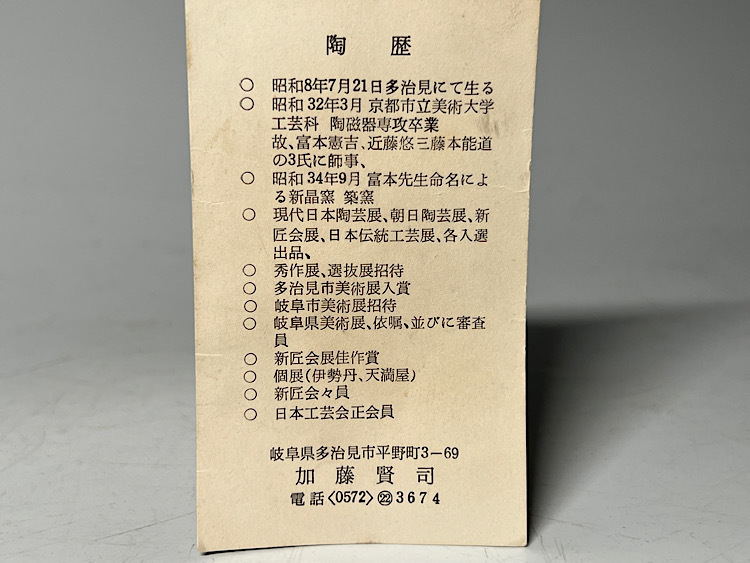 陶歴
○ 昭和8年7月21日多治見にて生る
○ 昭和32年3月 京都市立美術大学
工芸科 陶磁器専攻卒業
故、富本憲吉、近藤悠三藤本能道
の3氏に師事、
○ 昭和34年9月 富本先生命名によ
る新晶窯 築窯
○ 現代日本陶芸展、朝日陶芸展、新
匠会展、日本伝統工芸展、各入選
出品、
○ 秀作展、選抜展招待
○ 多治見市美術展入賞
○ 岐阜市美術展招待
○ 岐阜県美術展、依嘱、並びに審査
員
○ 新匠会展佳作賞
○ 個展(伊勢丹、天満屋)
○ 新匠会々員
○ 日本工芸会正会員
岐阜県多治見市平野町3-69
加藤賢司
電話〈0572〉㉒3674